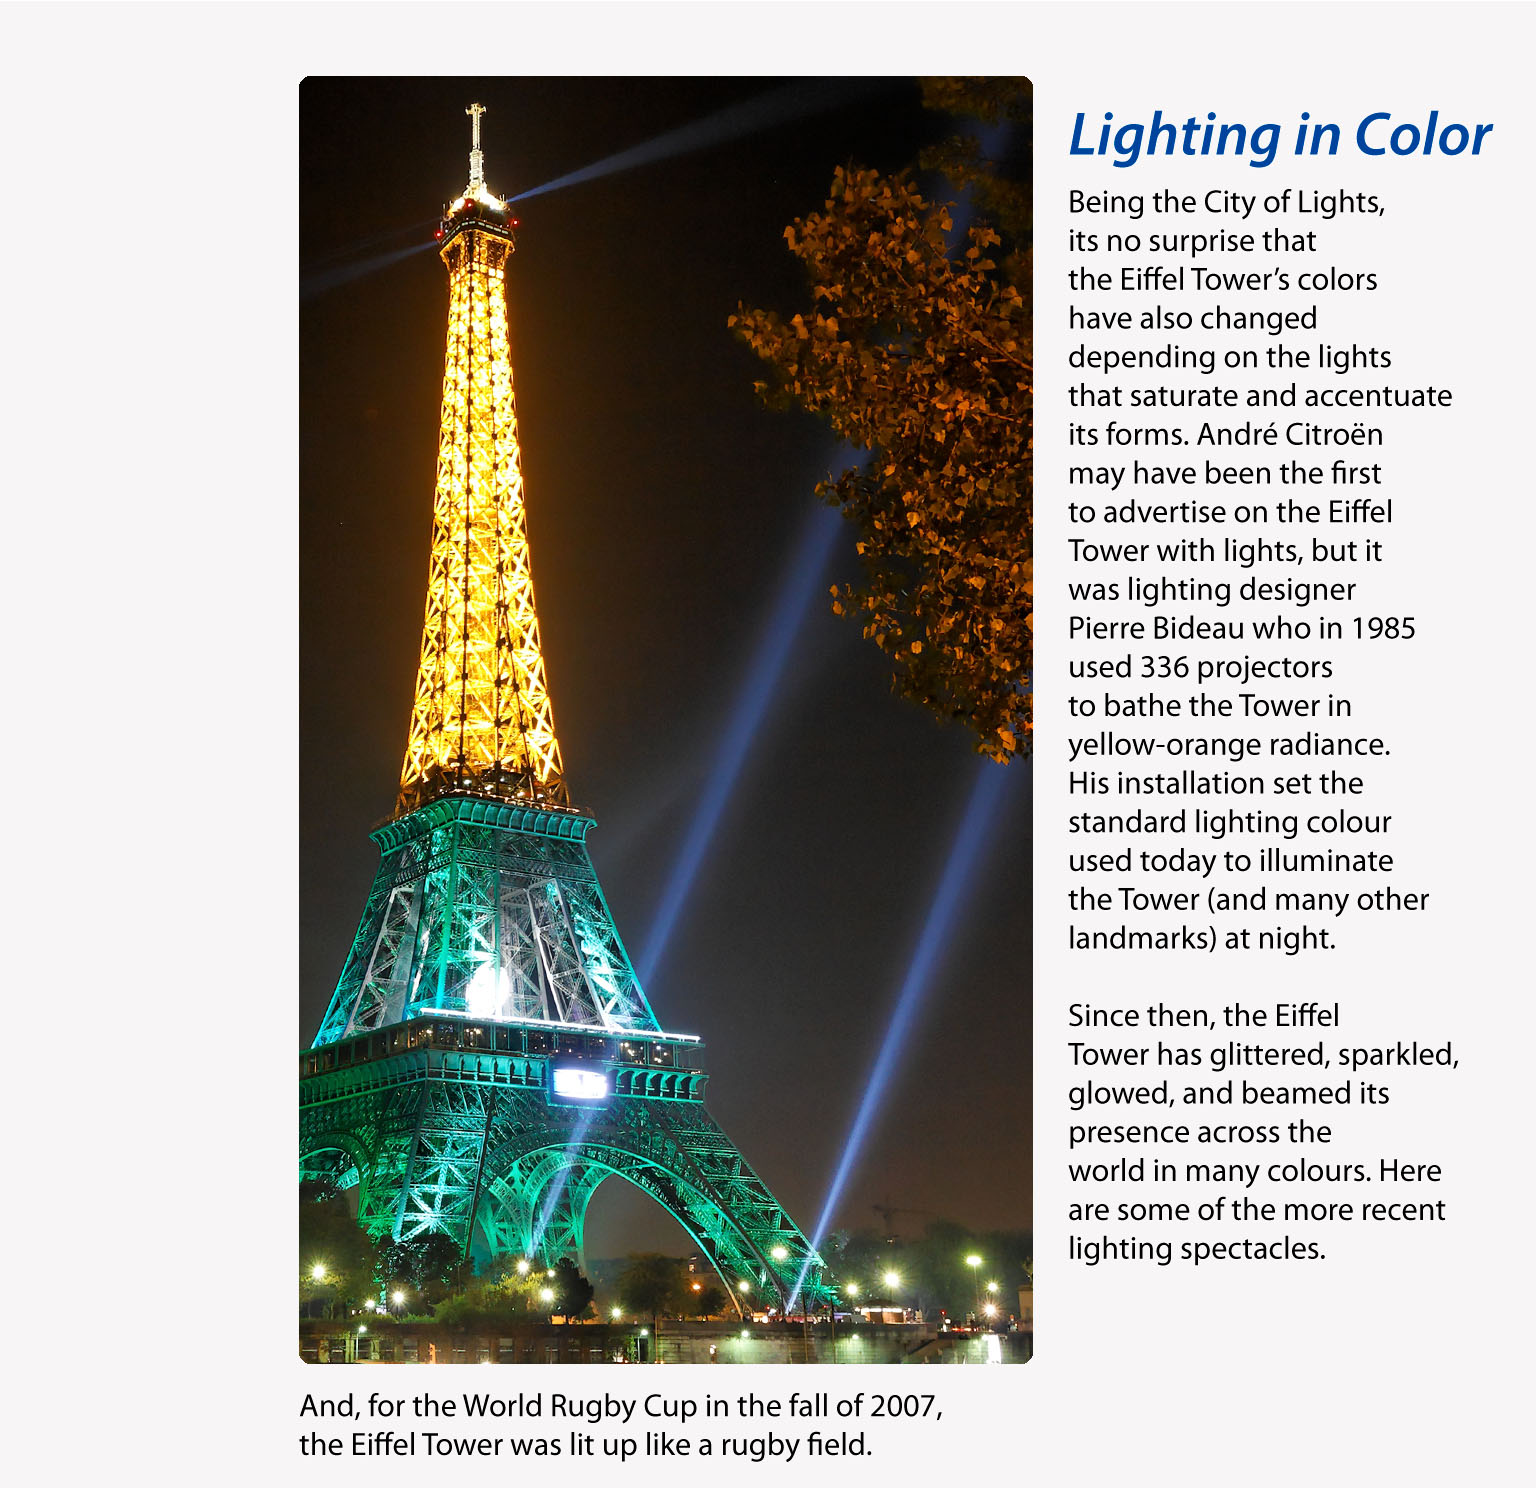 Lighting in Color
Being the City of Lights,
its no surprise that
the Eiffel Tower’s colors
have also changed
depending on the lights
that saturate and accentuate
its forms. André Citroën
may have been the first
to advertise on the Eiffel
Tower with lights, but it
was lighting designer
Pierre Bideau who in 1985
used 336 projectors
to bathe the Tower in
yellow-orange radiance.
His installation set the
standard lighting colour
used today to illuminate
the Tower (and many other
landmarks) at night.
Since then, the Eiffel
Tower has glittered, sparkled,
glowed, and beamed its
presence across the
world in many colours. Here
are some of the more recent
lighting spectacles.
And, for the World Rugby Cup in the fall of 2007,
the Eiffel Tower was lit up like a rugby field.